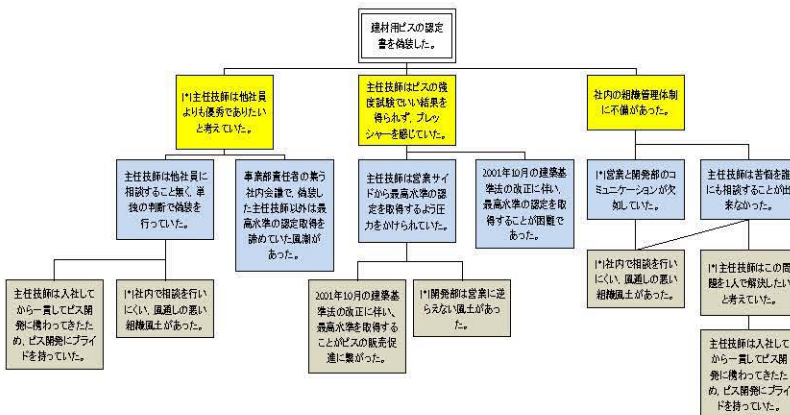 建材用ビスの認定
書を偽装した。
[*]主任技師は他社員
よりも優秀でありたい
と考えていた。
主任技師はビスの強
度試験でいい結果を
得られず、プレッ
シャーを感じていた。
社内の組織管理体制
に不備があった。
主任技師は他社員に
相談すること無く、単
独の判断で偽装を
行っていた。
事業部責任者の集う
社内会議で、偽装し
た主任技師以外は最
高水準の認定取得を
諦めていた風潮が
あった。
主任技師は営業サイ
ドから最高水準の認
定を取得するよう圧
力をかけられていた。
2001年10月の建築基
準法の改正に伴い、
最高水準の認定を取
得することが困難で
あった。
[*]営業と開発部のコ
ミュニケーションが欠
如していた。
主任技師は苦悩を誰
にも相談することが出
来なかった。
主任技師は入社して
から一貫してビス開
発に携わってきたた
め、ビス開発にプライ
ドを持っていた。
[*]社内で相談を行い
にくい、風通しの悪い
組織風土があった。
2001年10月の建築基
準法の改正に伴い、
最高水準を取得する
ことがビスの販売促
進に繋がった。
[*]開発部は営業に逆
らえない風土があっ
た。
[*]社内で相談を行い
にくい、風通しの悪い
組織風土があった。
[*]主任技師はこの問
題を1人で解決したい
と考えていた。
主任技師は入社して
から一貫してビス開
発に携わってきたた
め、ビス開発にプライ
ドを持っていた。